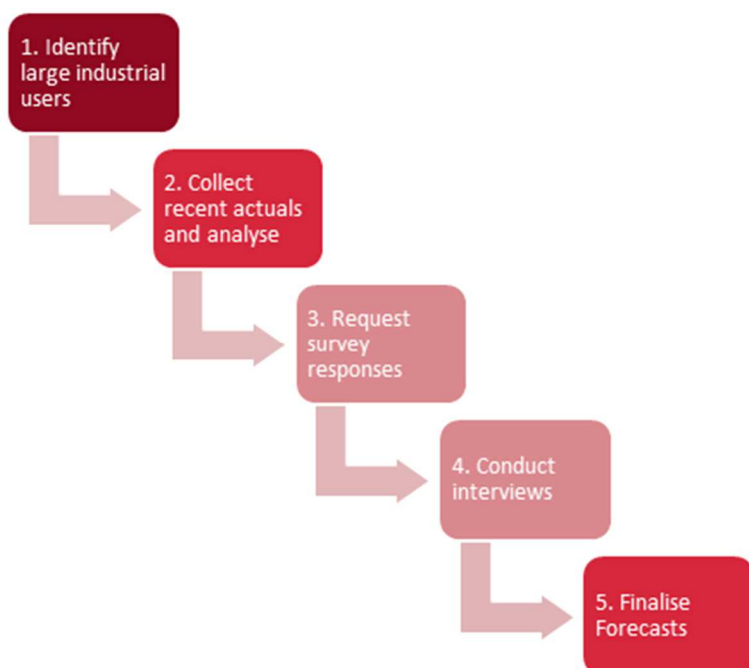 1. Identify
large industrial
users
2. Collect
recent actuals
and analyse
3. Request
survey
responses
4. Conduct
interviews
5. Finalise
Forecasts